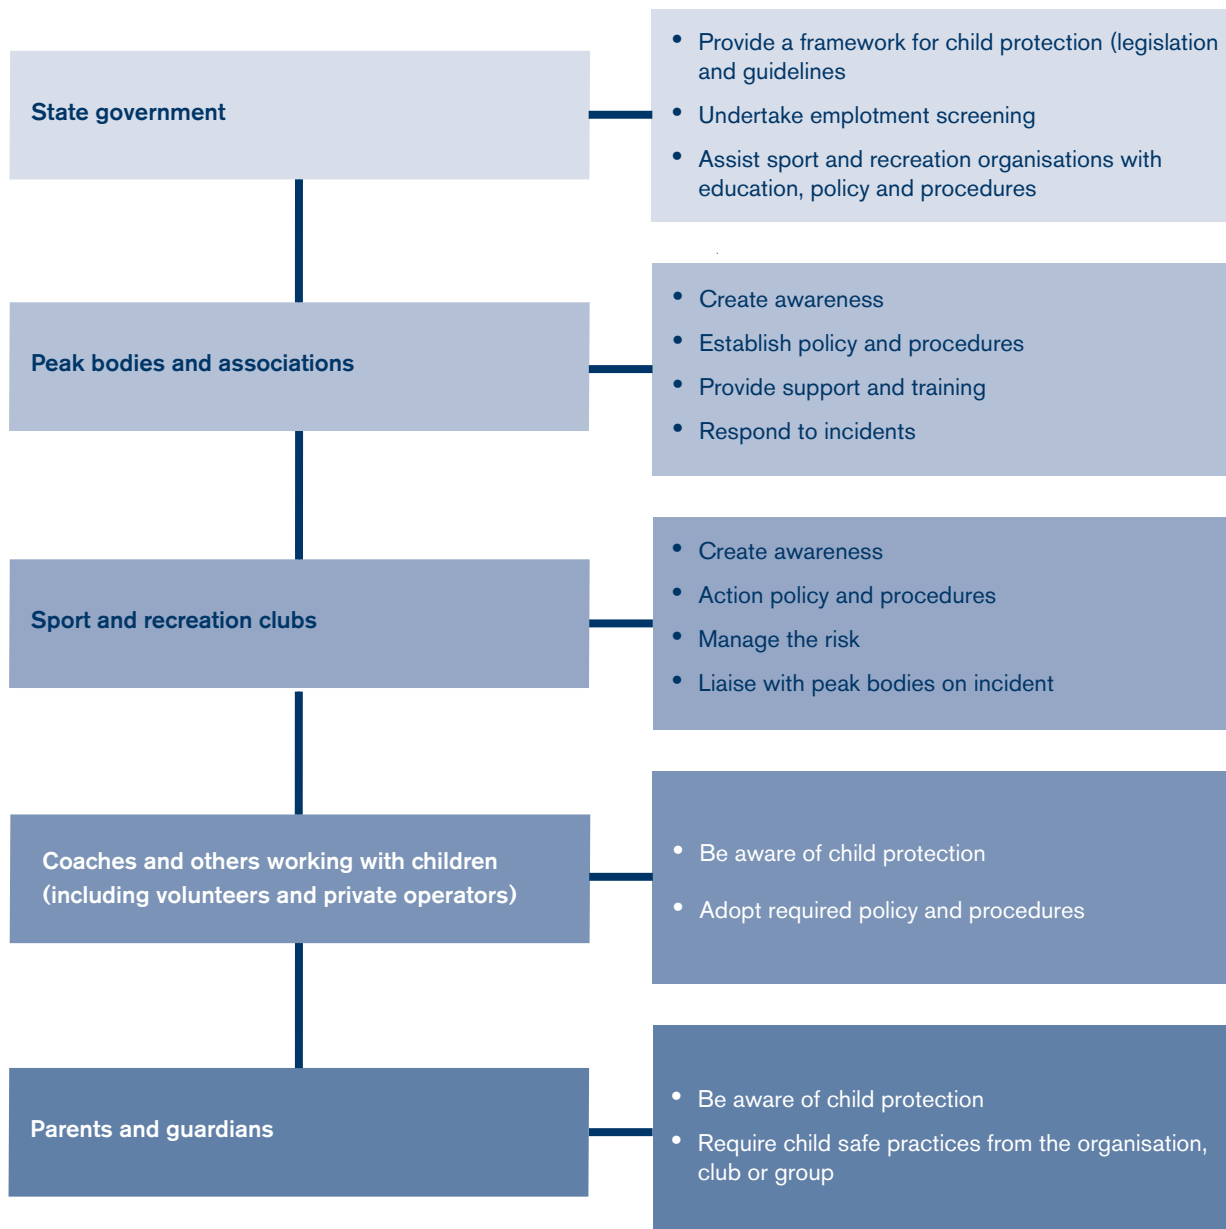 State government
• Provide a framework for child protection (legislation
and guidelines
• Undertake emplotment screening
• Assist sport and recreation organisations with
education, policy and procedures
Peak bodies and associations
• Create awareness
• Establish policy and procedures
• Provide support and training
• Respond to incidents
Sport and recreation clubs
• Create awareness
• Action policy and procedures
• Manage the risk
• Liaise with peak bodies on incident
Coaches and others working with children
(including volunteers and private operators)
• Be aware of child protection
• Adopt required policy and procedures
Parents and guardians
• Be aware of child protection
• Require child safe practices from the organisation,
club or group